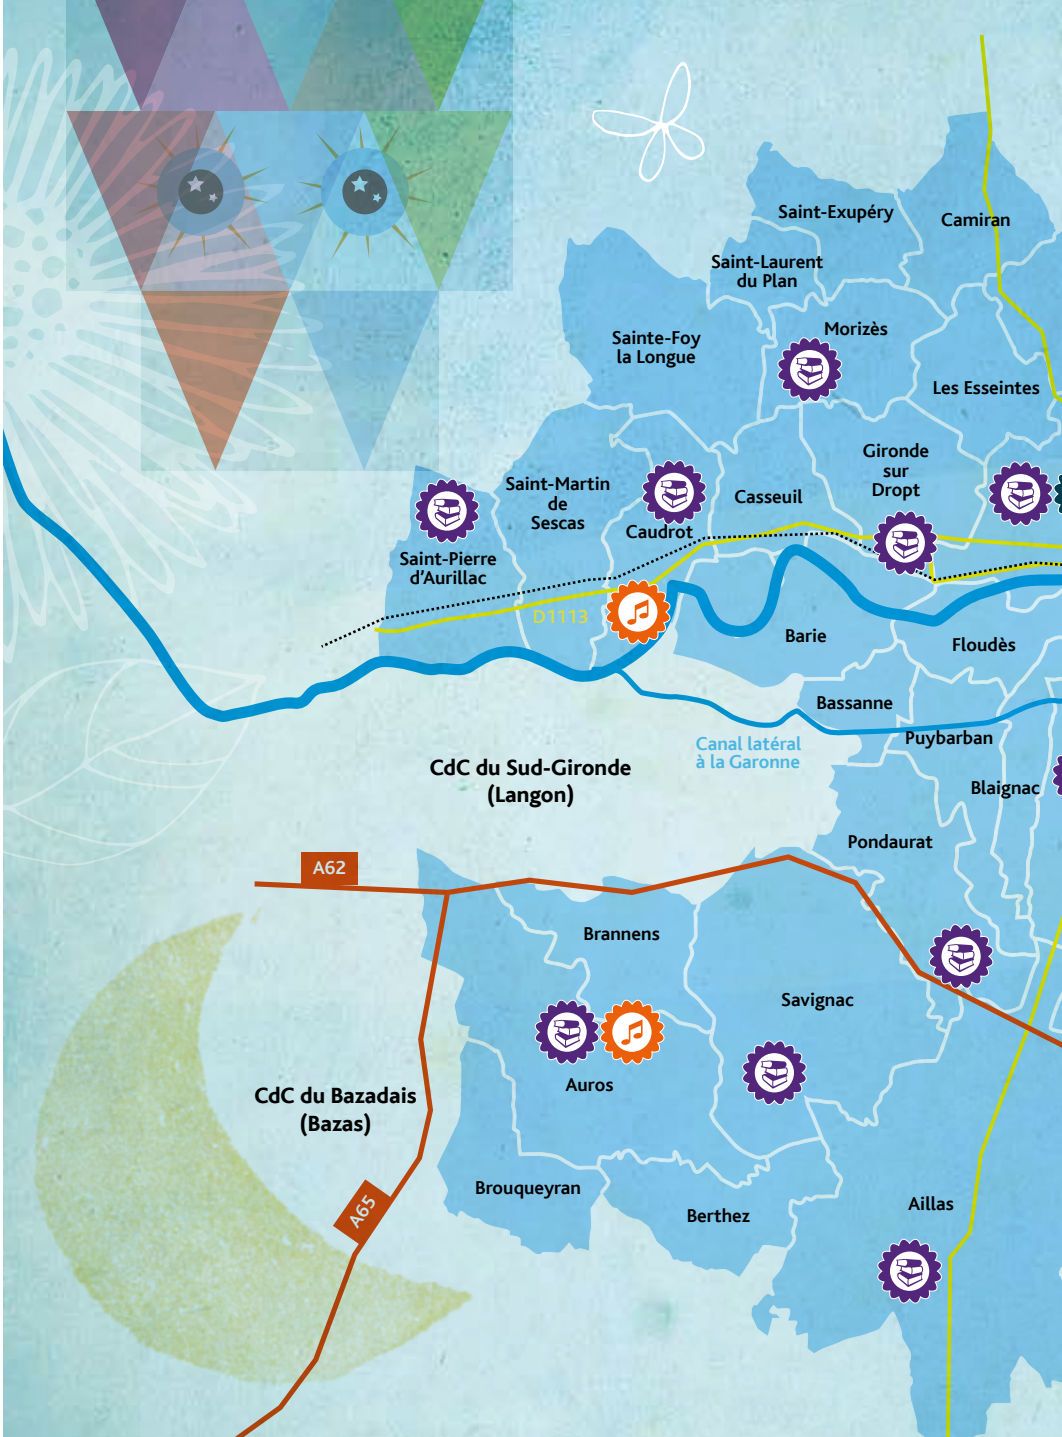 Saint-Exupéry
Camiran
Saint-Laurent
du Plan
Sainte-Foy
la Longue
Morizès
Les Esseintes
Gironde
sur
Dropt
Saint-Martin
de
Sescas
Casseuil
Caudrot
Saint-Pierre
d'Aurillac
D1113
Barie
Floudès
Bassanne
Puybarban
Canal latéral
à la Garonne
CdC du Sud-Gironde
(Langon)
Blaignac
Pondaurat
A62
Brannens
Savignac
Auros
CdC du Bazadais
(Bazas)
Brouqueyran
A65
Berthez
Aillas